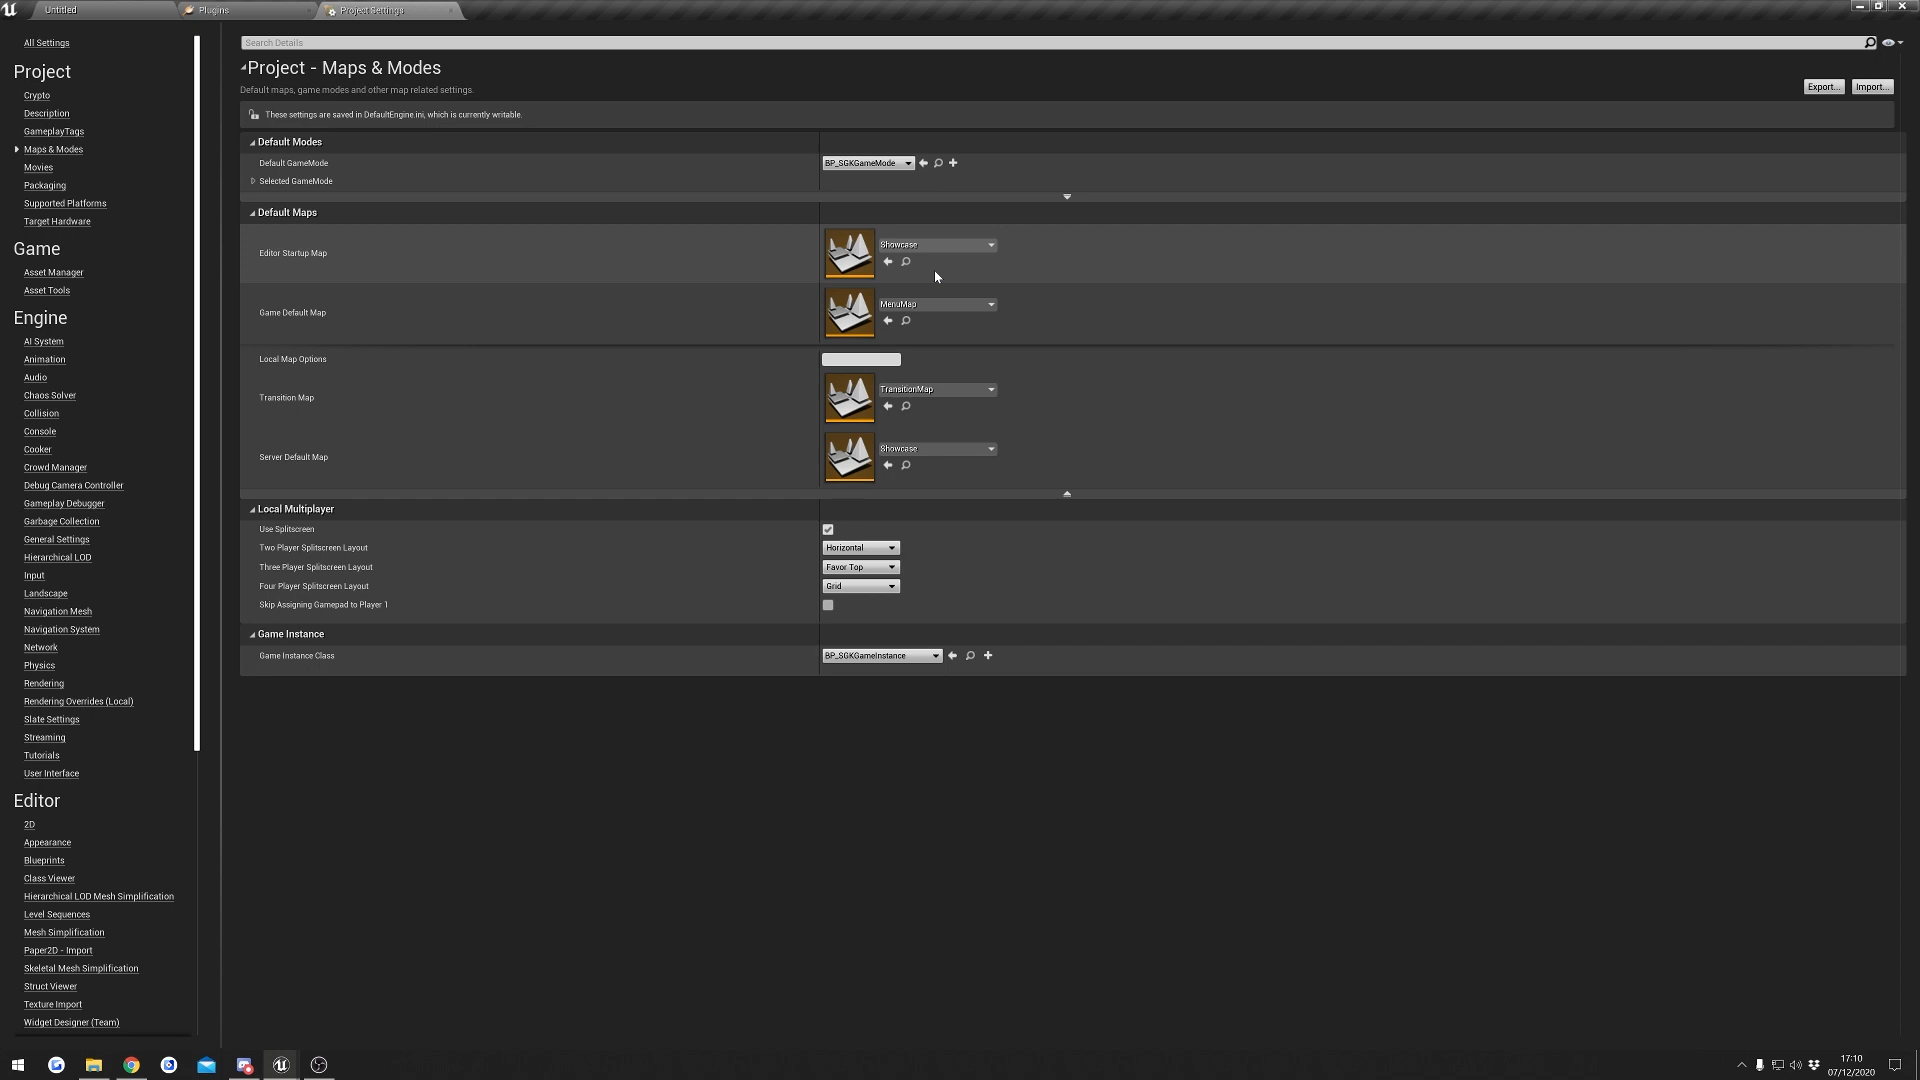 Untitled
Plugins
Project Settings
All Settings
Project
Crypto
Description
GameplayTags
Maps & Modes
Movies
Packaging
Supported Platforms
Target Hardware
Game
Asset Manager
Asset Tools
Engine
AI System
Animation
Audio
Chaos Solver
Collision
Console
Cooker
Crowd Manager
Debug Camera Controller
Gameplay Debugger
Garbage Collection
General Settings
Hierarchical LOD
Input
Landscape
Navigation Mesh
Navigation System
Network
Physics
Rendering
Rendering Overrides (Local)
Slate Settings
Streaming
Tutorials
User Interface
Editor
2D
Appearance
Blueprints
Class Viewer
Hierarchical LOD Mesh Simplification
Level Sequences
Mesh Simplification
Paper2D - Import
Skeletal Mesh Simplification
Struct Viewer
Texture Import
Widget Designer (Team)
Search Details
Project - Maps & Modes
Default maps, game modes and other map related settings.
Export...
Import...
These settings are saved in DefaultEngine.ini, which is currently writable.
Default Modes
Default GameMode
BP_SGKGameMode
Selected GameMode
Default Maps
Editor Startup Map
Showcase
Game Default Map
MenuMap
Local Map Options
Transition Map
TransitionMap
Server Default Map
Showcase
Local Multiplayer
Use Splitscreen
Two Player Splitscreen Layout
Horizontal
Three Player Splitscreen Layout
Favor Top
Four Player Splitscreen Layout
Grid
Skip Assigning Gamepad to Player 1
Game Instance
Game Instance Class
BP_SGKGameInstance
17:10
07/12/2020